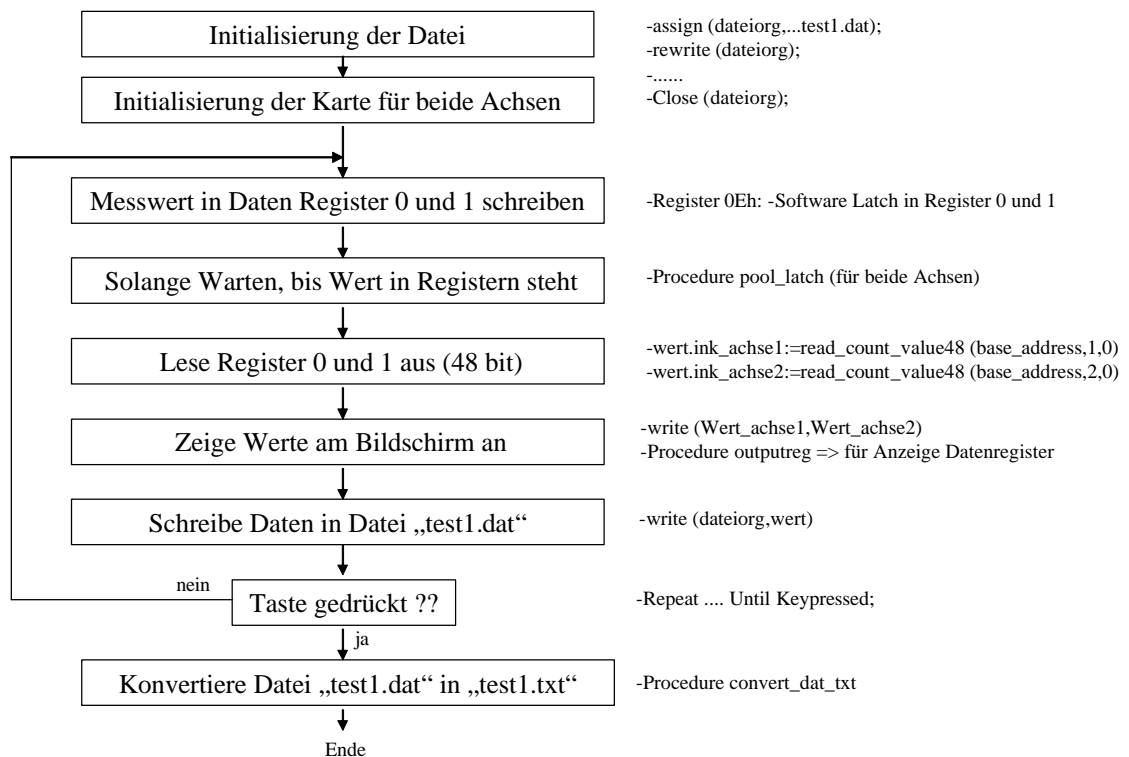 Initialisierung der Datei
-assign (dateiorg,...test1.dat);
-rewrite (dateiorg);
-......
-Close (dateiorg);
Initialisierung der Karte für beide Achsen
Messwert in Daten Register 0 und 1 schreiben
-Register 0Eh: -Software Latch in Register 0 und 1
Solange Warten, bis Wert in Registern steht
-Procedure pool_latch (für beide Achsen)
Lese Register 0 und 1 aus (48 bit)
-wert.ink_achse1:=read_count_value48 (base_address,1,0)
-wert.ink_achse2:=read_count_value48 (base_address,2,0)
Zeige Werte am Bildschirm an
-write (Wert_achse1,Wert_achse2)
-Procedure outputreg => für Anzeige Datenregister
Schreibe Daten in Datei „test1.dat“
-write (dateiorg,wert)
nein
Taste gedrückt ??
-Repeat .... Until Keypressed;
ja
Konvertiere Datei „test1.dat“ in „test1.txt“
-Procedure convert_dat_txt
Ende